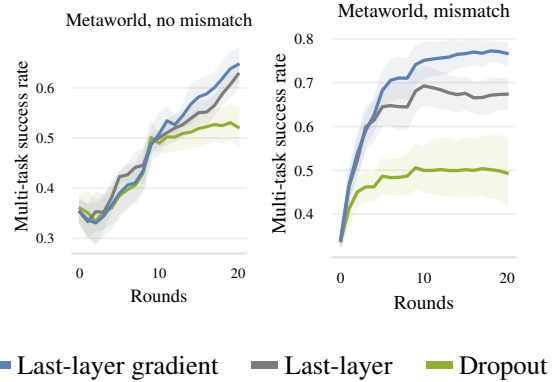 Metaworld, no mismatch
Multi-task success rate
0.6
0.5
0.4
0.3
0
10
20
Rounds
Metaworld, mismatch
Multi-task success rate
0.8
0.7
0.6
0.5
0.4
0
10
20
Rounds
Last-layer gradient
Last-layer
Dropout